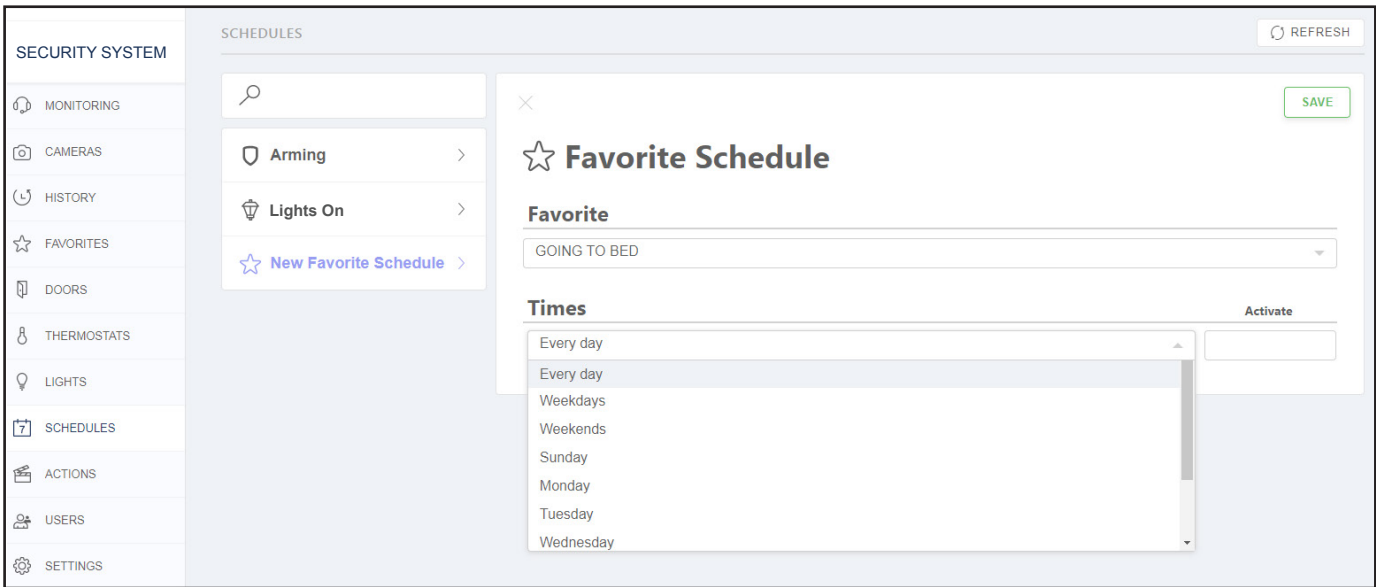 SECURITY SYSTEM
MONITORING
CAMERAS
HISTORY
FAVORITES
DOORS
THERMOSTATS
LIGHTS
7 SCHEDULES
ACTIONS
USERS
SETTINGS
SCHEDULES
REFRESH
Arming
Lights On
New Favorite Schedule
SAVE
Favorite Schedule
Favorite
GOING TO BED
Times
Activate
Every day
Every day
Weekdays
Weekends
Sunday
Monday
Tuesday
Wednesday